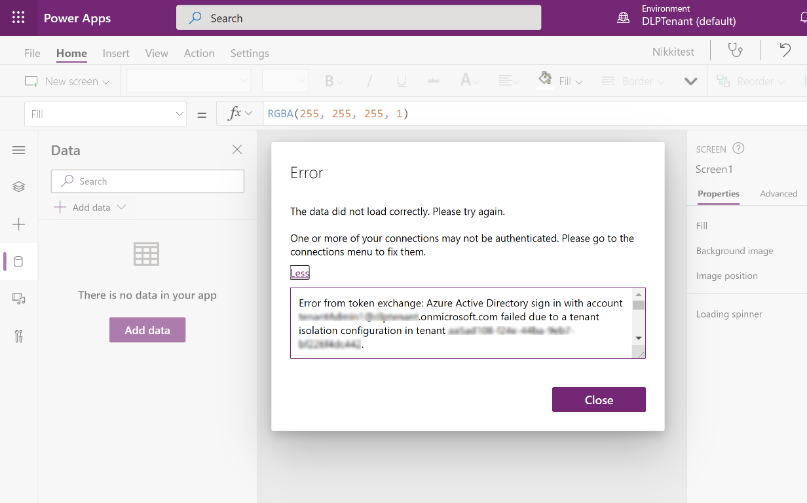 Power Apps
Search
Environment
DLPTenant (default)
File Home Insert View Action Settings
Nikkitest
New screen
B / U abc A Fill Border Reorder
Fill = fx RGBA(255, 255, 255, 1)
Data
Search
Add data
There is no data in your app
Add data
Error
The data did not load correctly. Please try again.
One or more of your connections may not be authenticated. Please go to the
connections menu to fix them.
Less
Error from token exchange: Azure Active Directory sign in with account
.onmicrosoft.com failed due to a tenant
isolation configuration in tenant
Close
SCREEN
Screen1
Properties Advanced
Fill
Background image
Image position
Loading spinner